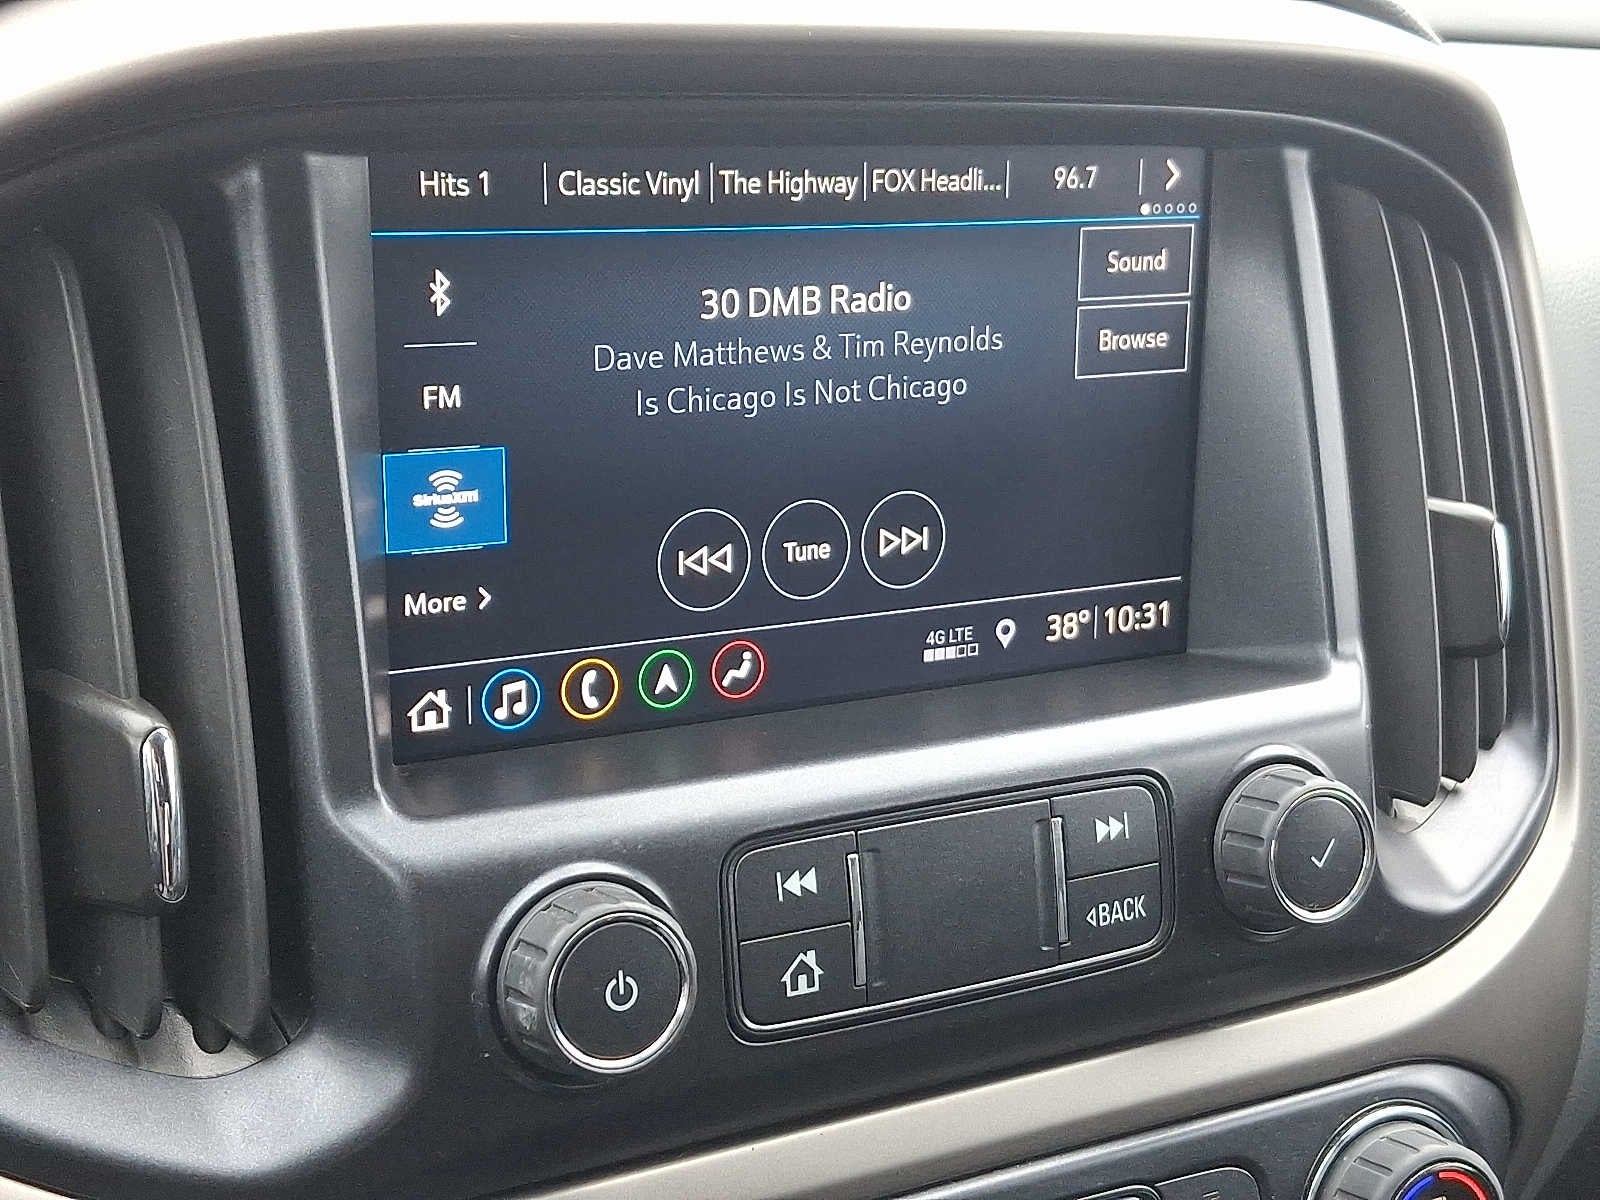 Hits 1 Classic Vinyl The Highway FOX Headli... 96.7
Sound
30 DMB Radio
Dave Matthews & Tim Reynolds
Browse
Is Chicago Is Not Chicago
FM
SiriusXM
Tune
More
4G LTE
38° 10:31
BACK